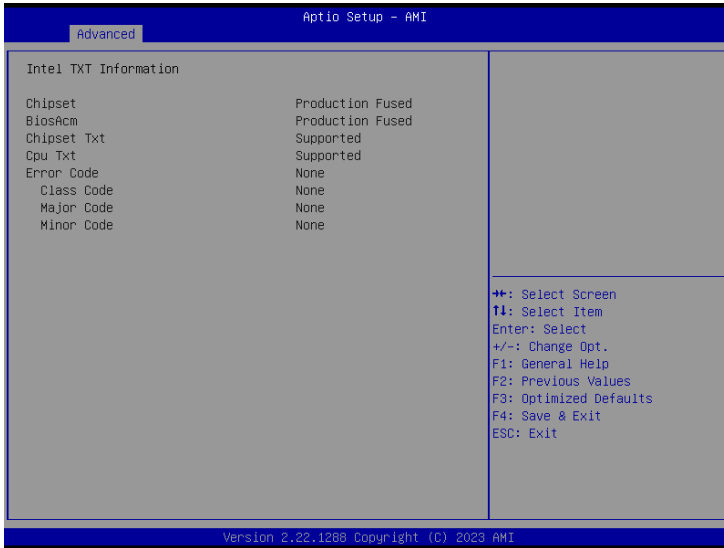 Aptio Setup – AMI
Advanced
Intel TXT Information
Chipset Production Fused
BiosAcm Production Fused
Chipset Txt Supported
Cpu Txt Supported
Error Code None
Class Code None
Major Code None
Minor Code None
→←: Select Screen
↑↓: Select Item
Enter: Select
+/-: Change Opt.
F1: General Help
F2: Previous Values
F3: Optimized Defaults
F4: Save & Exit
ESC: Exit
Version 2.22.1288 Copyright (C) 2023 AMI